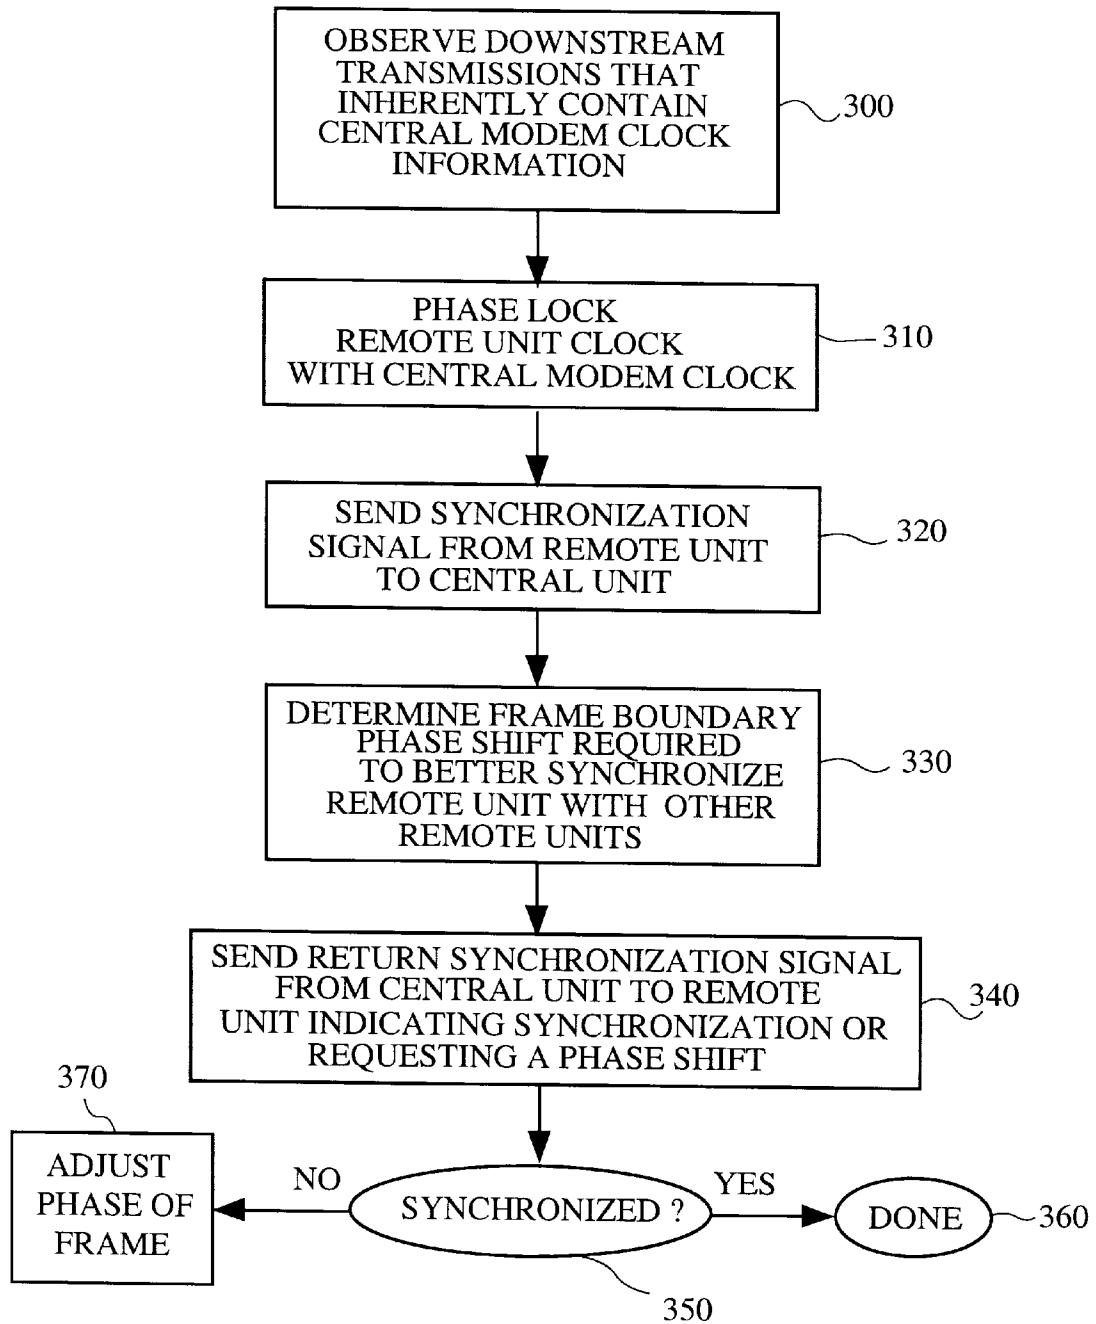 OBSERVE DOWNSTREAM
TRANSMISSIONS THAT
INHERENTLY CONTAIN
CENTRAL MODEM CLOCK
INFORMATION
300
PHASE LOCK
REMOTE UNIT CLOCK
WITH CENTRAL MODEM CLOCK
310
SEND SYNCHRONIZATION
SIGNAL FROM REMOTE UNIT
TO CENTRAL UNIT
320
DETERMINE FRAME BOUNDARY
PHASE SHIFT REQUIRED
TO BETTER SYNCHRONIZE
REMOTE UNIT WITH OTHER
REMOTE UNITS
330
SEND RETURN SYNCHRONIZATION SIGNAL
FROM CENTRAL UNIT TO REMOTE
UNIT INDICATING SYNCHRONIZATION OR
REQUESTING A PHASE SHIFT
340
370
ADJUST
PHASE OF
FRAME
NO
SYNCHRONIZED ?
YES
DONE
360
350